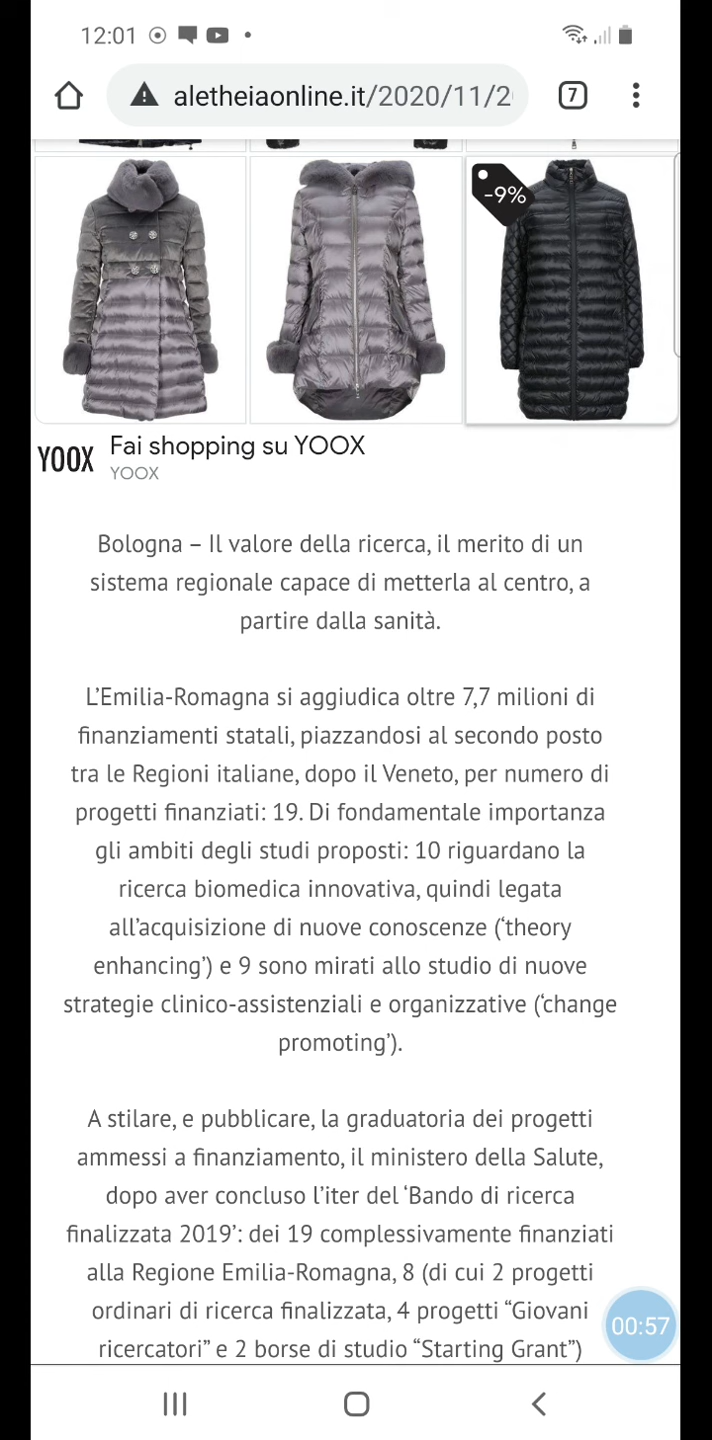 12:01
aletheiaonline.it/2020/11/2
7
-9%
YOOX
Fai shopping su YOOX
YOOX
Bologna – Il valore della ricerca, il merito di un
sistema regionale capace di metterla al centro, a
partire dalla sanità.
L’Emilia-Romagna si aggiudica oltre 7,7 milioni di
finanziamenti statali, piazzandosi al secondo posto
tra le Regioni italiane, dopo il Veneto, per numero di
progetti finanziati: 19. Di fondamentale importanza
gli ambiti degli studi proposti: 10 riguardano la
ricerca biomedica innovativa, quindi legata
all’acquisizione di nuove conoscenze (‘theory
enhancing’) e 9 sono mirati allo studio di nuove
strategie clinico-assistenziali e organizzative (‘change
promoting’).
A stilare, e pubblicare, la graduatoria dei progetti
ammessi a finanziamento, il ministero della Salute,
dopo aver concluso l’iter del ‘Bando di ricerca
finalizzata 2019’: dei 19 complessivamente finanziati
alla Regione Emilia-Romagna, 8 (di cui 2 progetti
ordinari di ricerca finalizzata, 4 progetti “Giovani
ricercatori” e 2 borse di studio “Starting Grant”)
00:57